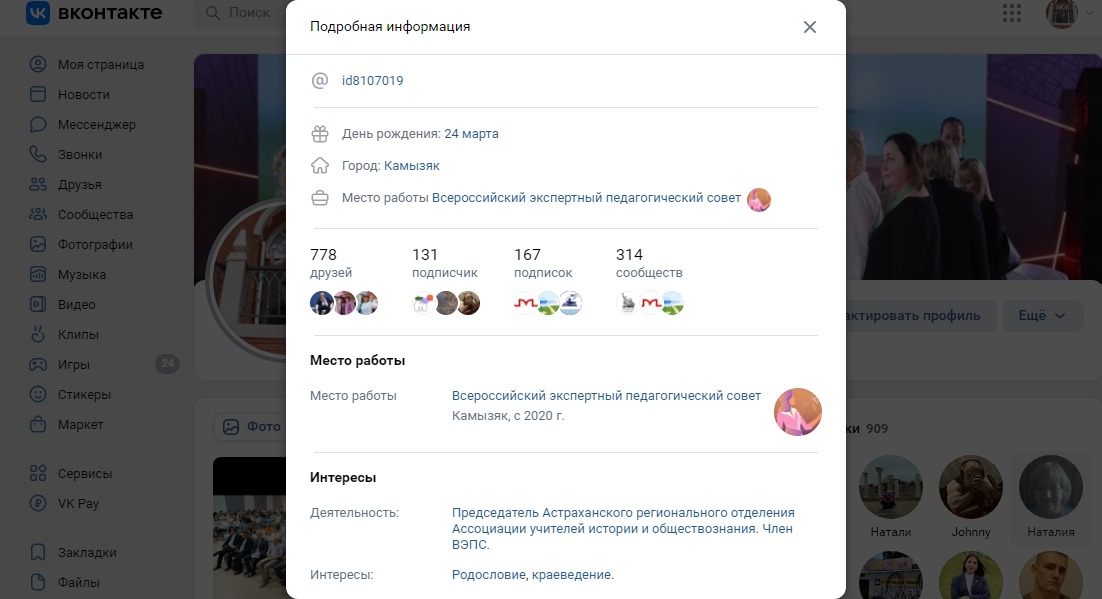 вконтакте
Поиск
Моя страница
Новости
Мессенджер
Звонки
Друзья
Сообщества
Фотографии
Музыка
Видео
Клипы
Игры
24
Стикеры
Маркет
Сервисы
VK Pay
Закладки
Файлы
Подробная информация
id8107019
День рождения: 24 марта
Город: Камызяк
Место работы Всероссийский экспертный педагогический совет
778 131 167 314
друзей подписчик подписок сообществ
Место работы
Место работы Всероссийский экспертный педагогический совет
Камызяк, с 2020 г.
Интересы
Деятельность: Председатель Астраханского регионального отделения
Ассоциации учителей истории и обществознания. Член
ВЭПС.
Интересы: Родословие, краеведение.
актировать профиль
Ещё
Фото
ки 909
Натали Johnny Наталия